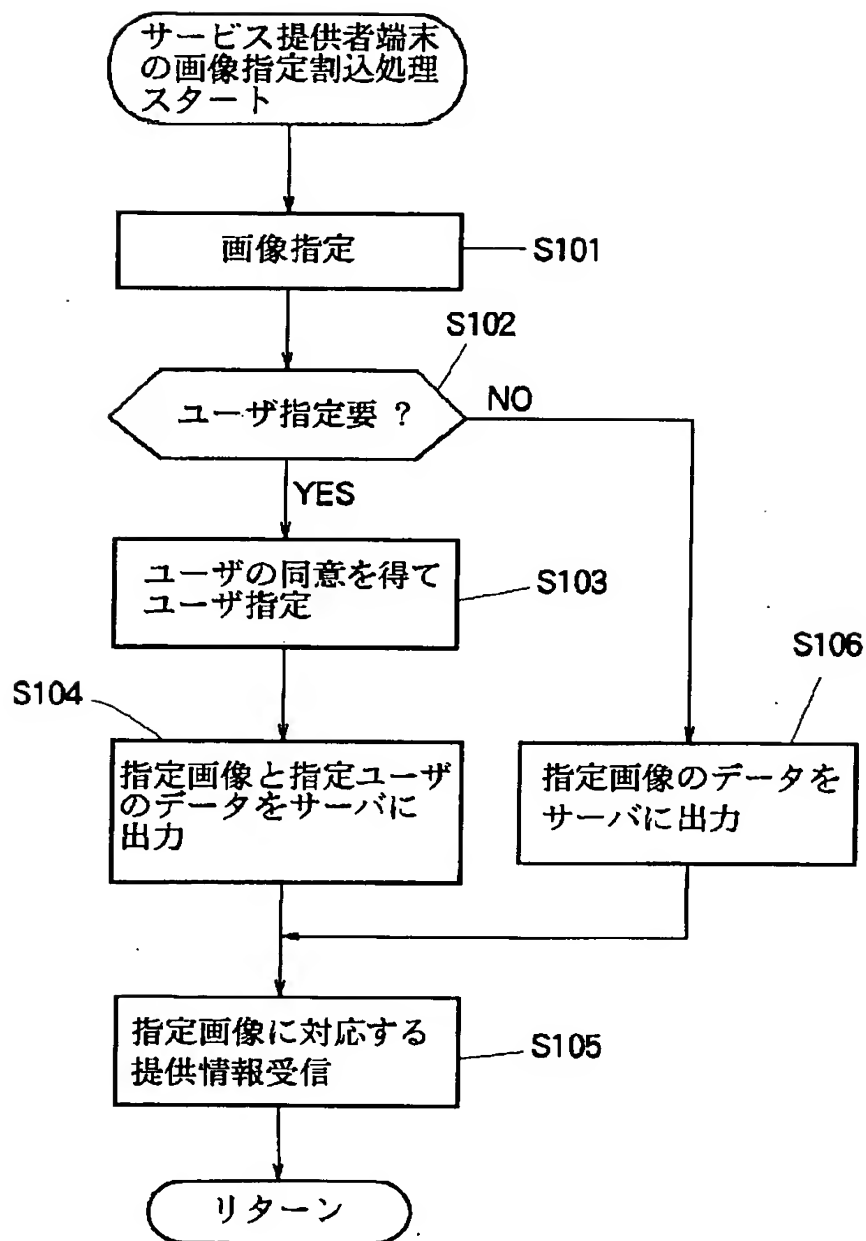 サービス提供者端末
の画像指定割込処理
スタート
画像指定
S101
S102
ユーザ指定要 ?
NO
YES
ユーザの同意を得て
ユーザ指定
S103
S104
S106
指定画像と指定ユーザ
のデータをサーバに
出力
指定画像のデータを
サーバに出力
指定画像に対応する
提供情報受信
S105
リターン